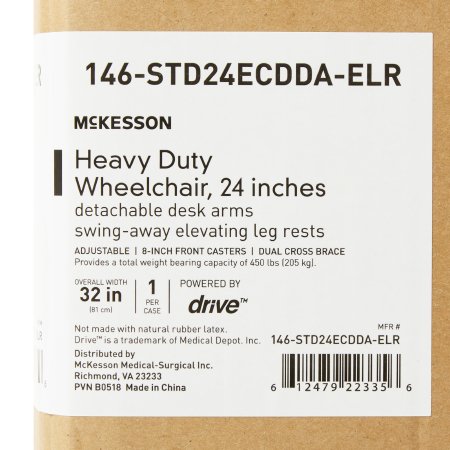 146-STD24ECDDA-ELR
McKESSON
Heavy Duty
Wheelchair, 24 inches
detachable desk arms
swing-away elevating leg rests
ADJUSTABLE | 8-INCH FRONT CASTERS | DUAL CROSS BRACE
Provides a total weight bearing capacity of 450 lbs (205 kg).
OVERALL WIDTH
32 in
(81 cm)
1
PER
CASE
POWERED BY
drive™
Not made with natural rubber latex.
Drive™ is a trademark of Medical Depot. Inc.
Distributed by
McKesson Medical-Surgical Inc.
Richmond, VA 23233
PVN B0518 Made in China
MFR #
146-STD24ECDDA-ELR
6 12479 22335 6